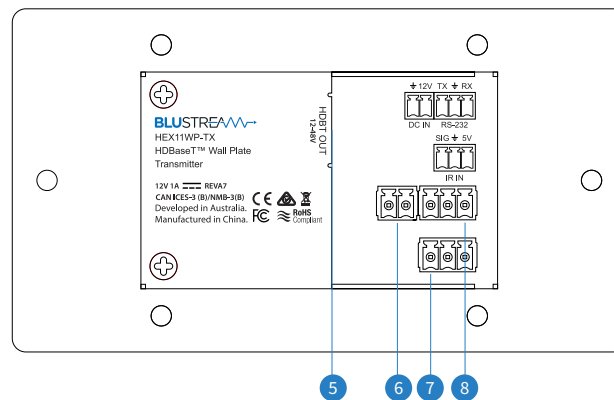 BLUSTREAM
HEX11WP-TX
HDBaseT™ Wall Plate
Transmitter
12V 1A REVA7
CAN ICES-3 (B)/NMB-3(B)
Developed in Australia.
Manufactured in China.
CE
FC
RoHS
Compliant
HDBT OUT
12-48V
12V TX RX
DC IN RS-232
SIG 5V
IR IN
5 6 7 8